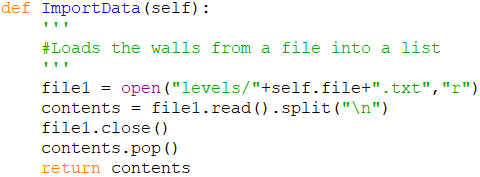 def ImportData(self):
    '''
    #Loads the walls from a file into a list
    '''
    file1 = open("levels/"+self.file+".txt","r")
    contents = file1.read().split("\n")
    file1.close()
    contents.pop()
    return contents